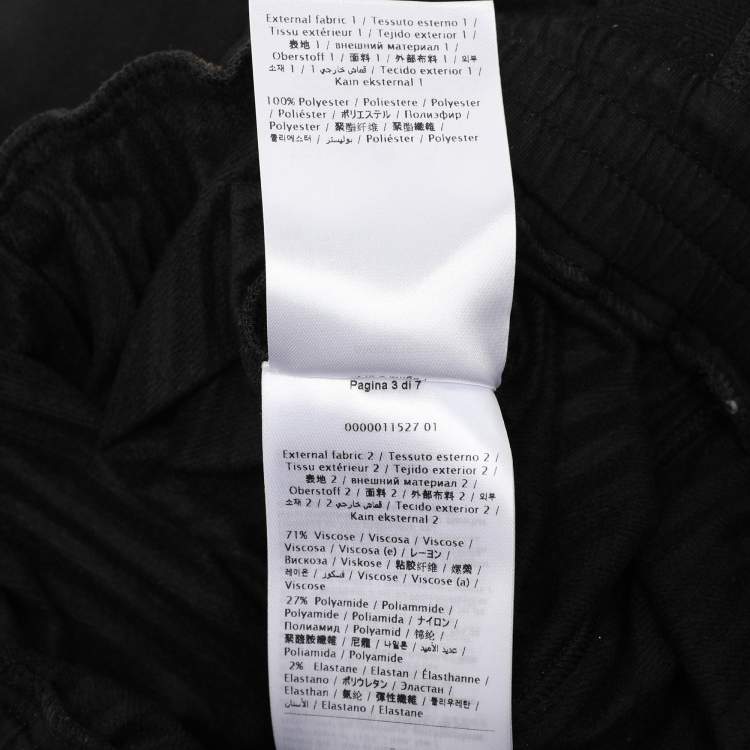 External fabric 1 / Tessuto esterno 1 /
Tissu extérieur 1 / Tejido exterior 1 /
表地 1 / внешний материал 1 /
Oberstoff 1 / 面料 1 / 外部布料 1 / 외부
소재 1 / قماش خارجي 1 / Tecido exterior 1 /
Kain eksternal 1
100% Polyester / Poliestere / Polyester
/ Poliéster / ポリエステル / Полиэфир /
Polyester / 聚酯纤维 / 聚酯纖維 /
폴리에스터 / بوليستر / Poliéster / Polyester
Pagina 3 di 7
0000011527 01
External fabric 2 / Tessuto esterno 2 /
Tissu extérieur 2 / Tejido exterior 2 /
表地 2 / внешний материал 2 /
Oberstoff 2 / 面料 2 / 外部布料 2 / 외부
소재 2 / قماش خارجي 2 / Tecido exterior 2 /
Kain eksternal 2
71% Viscose / Viscosa / Viscose /
Viscosa / Viscosa (e) / レーヨン /
Вискоза / Viskose / 粘胶纤维 / 嫘縈 /
레이온 / فسكوز / Viscose / Viscose (a) /
Viscose
27% Polyamide / Poliammide /
Polyamide / Poliamida / ナイロン /
Полиамид / Polyamid / 锦纶 /
聚醯胺纖維 / 尼龍 / 나일론 / عديد الأميد /
Poliamida / Polyamide
2% Elastane / Elastan / Élasthanne /
Elastano / ポリウレタン / Эластан /
Elasthan / 氨纶 / 彈性纖維 / 폴리우레탄
/ الأستان / Elastano / Elastane